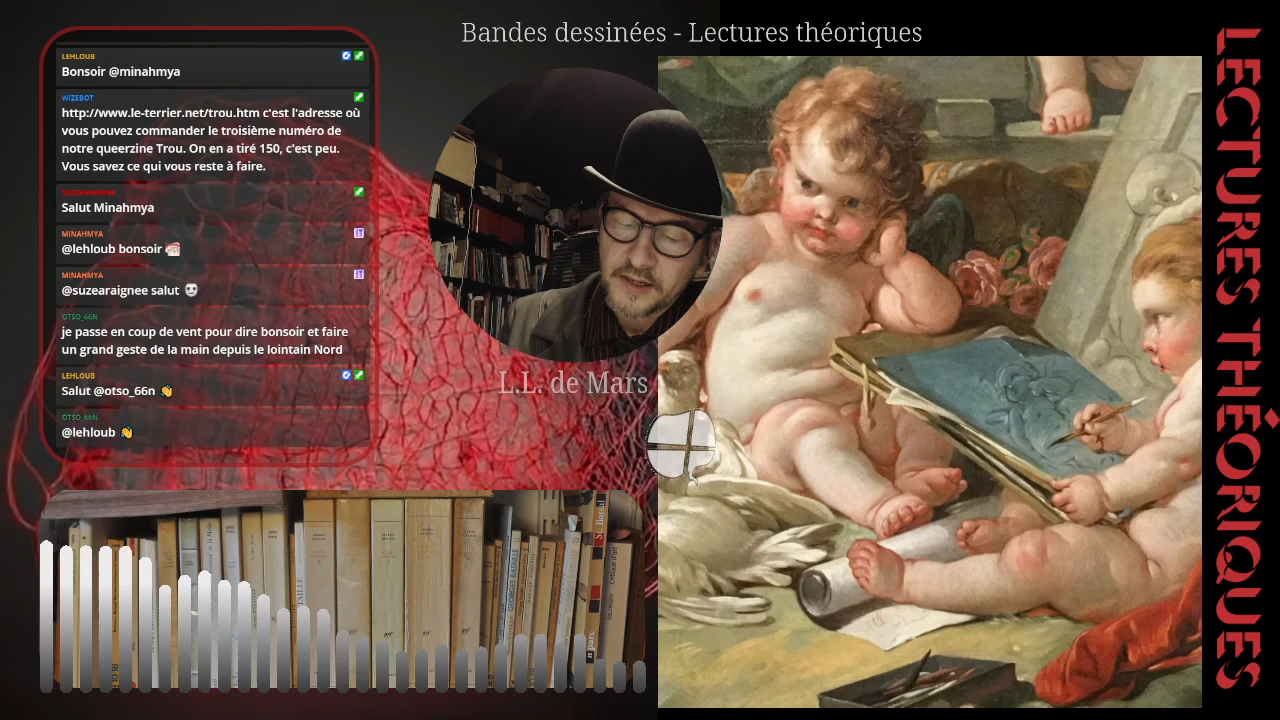 Bandes dessinées - Lectures théoriques
LEHLOUB
Bonsoir @minahmya
WIZEBOT
http://www.le-terrier.net/trou.htm c'est l'adresse où
vous pouvez commander le troisième numéro de
notre queerzine Trou. On en a tiré 150, c'est peu.
Vous savez ce qui vous reste à faire.
Salut Minahmya
MINAHMYA
@lehloub bonsoir
MINAHMYA
@suzearaignee salut
OTSO_66N
je passe en coup de vent pour dire bonsoir et faire
un grand geste de la main depuis le lointain Nord
LEHLOUB
Salut @otso_66n
OTSO_66N
@lehloub
L.L. de Mars
LECTURES THÉORIQUES
GEORGES BATAILLE